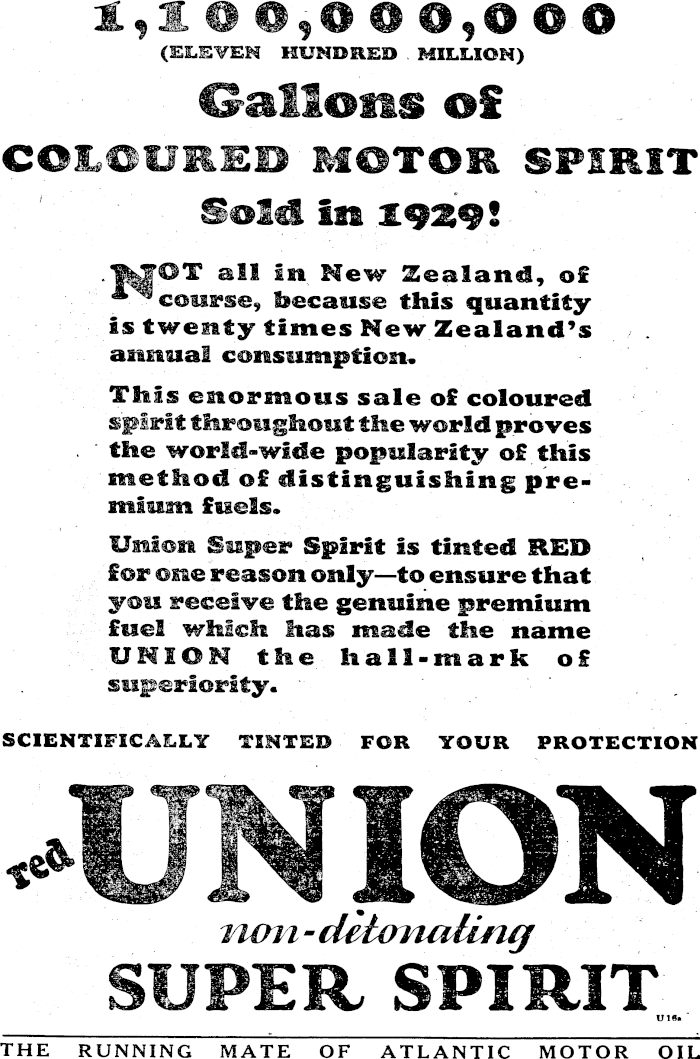 1,100,000,000
(ELEVEN HUNDRED MILLION)
Gallons of
COLOURED MOTOR SPIRIT
Sold in 1929!
NOT all in New Zealand, of
course, because this quantity
is twenty times New Zealand's
annual consumption.
This enormous sale of coloured
spirit throughout the world proves
the world-wide popularity of this
method of distinguishing pre-
mium fuels.
Union Super Spirit is tinted RED
for one reason only—to ensure that
you receive the genuine premium
fuel which has made the name
UNION the hall-mark of
superiority.
SCIENTIFICALLY TINTED FOR YOUR PROTECTION
red UNION
non-detonating
SUPER SPIRIT
U16a
THE RUNNING MATE OF ATLANTIC MOTOR OIL